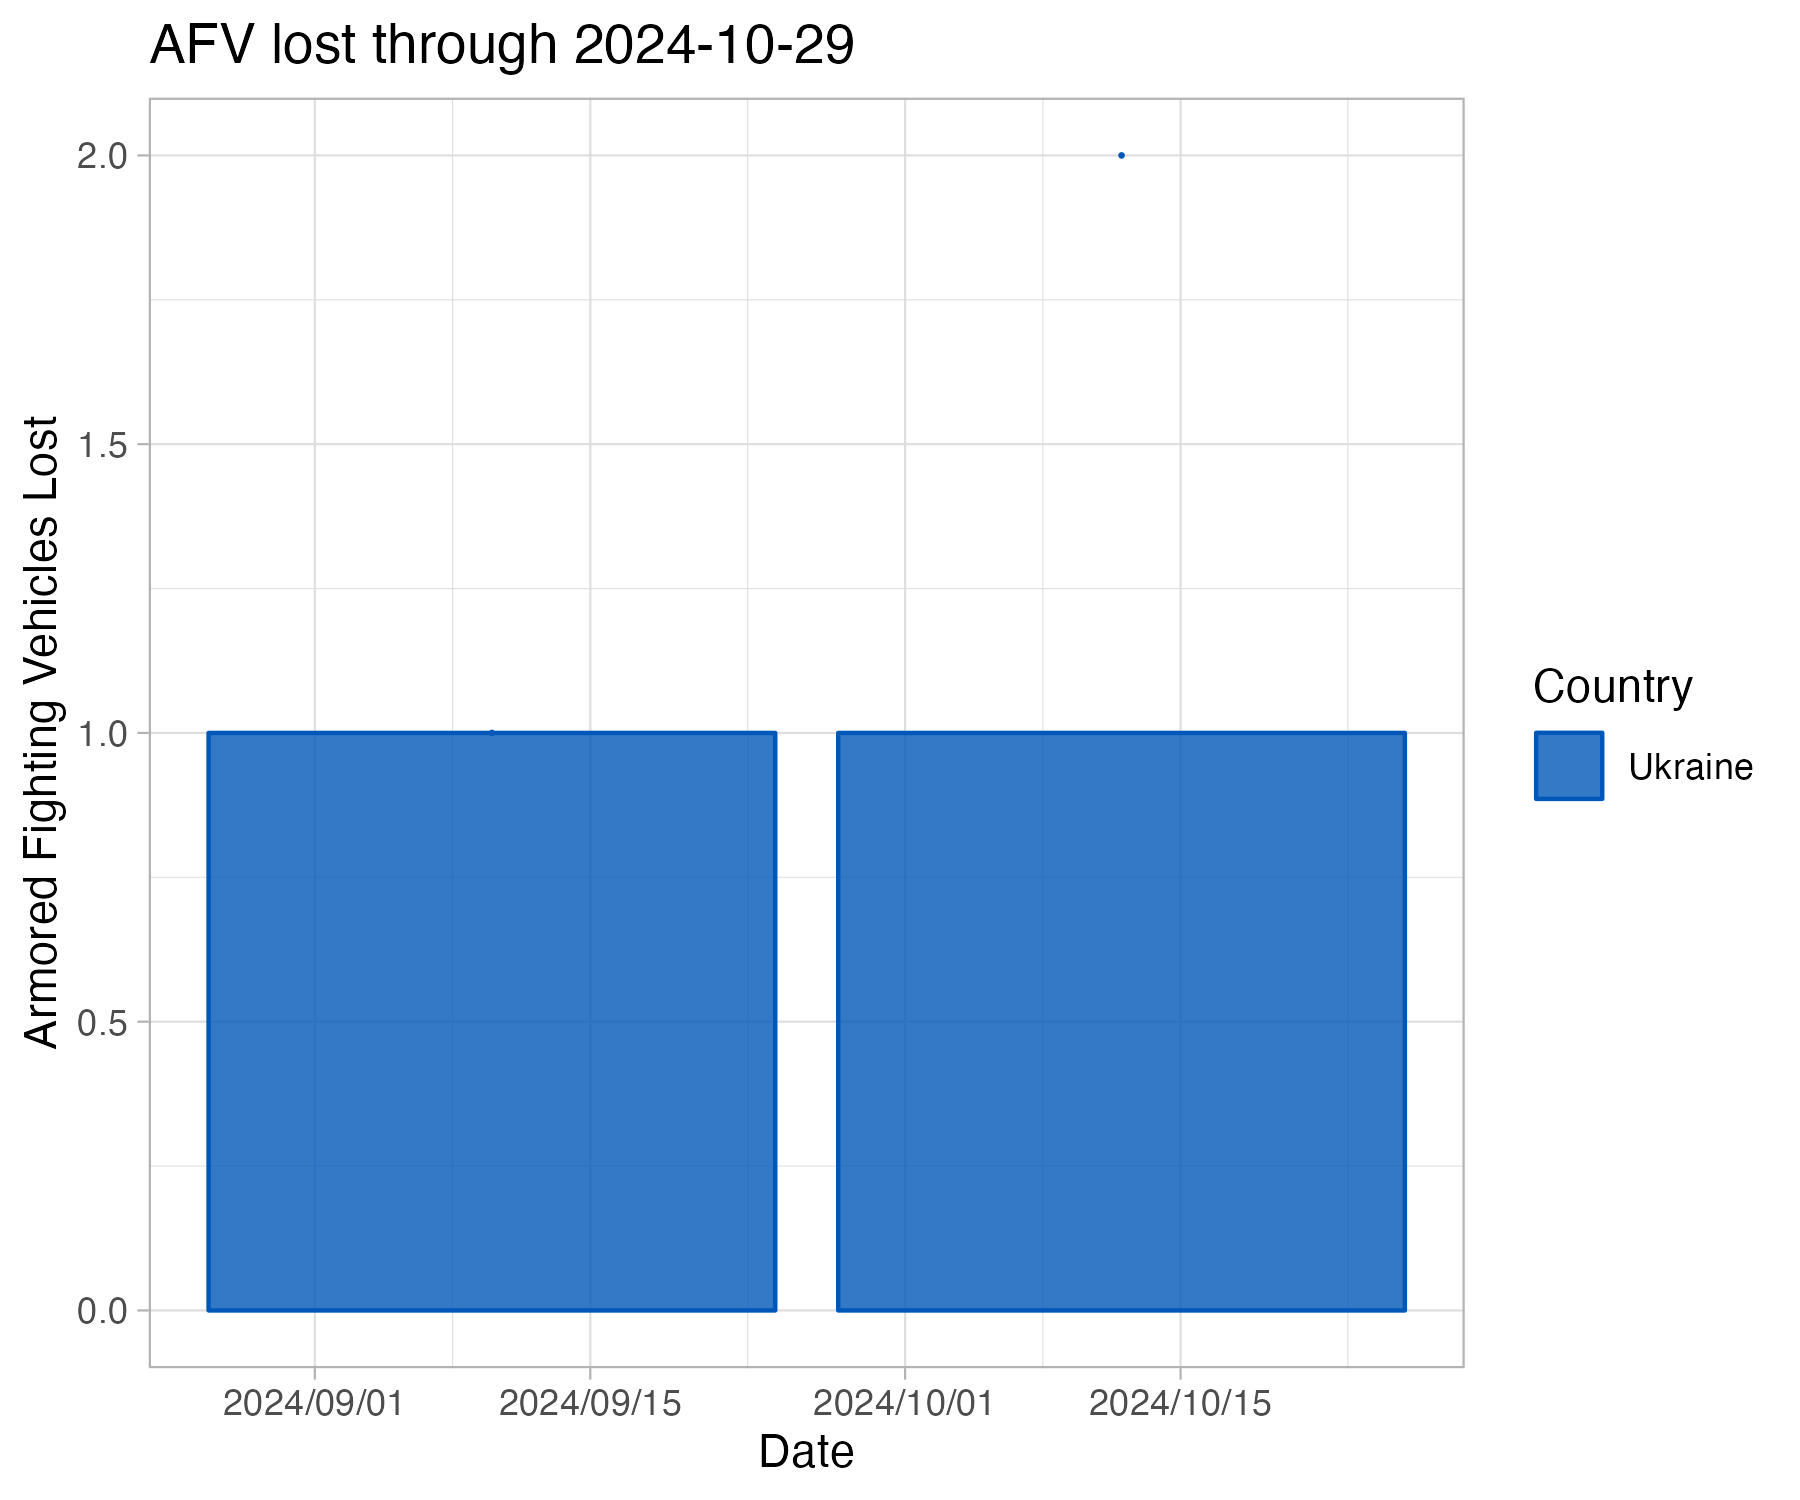 AFV lost through 2024-10-29
2.0
1.5
1.0
0.5
0.0
Armored Fighting Vehicles Lost
2024/09/01
2024/09/15
2024/10/01
2024/10/15
Date
Country
Ukraine